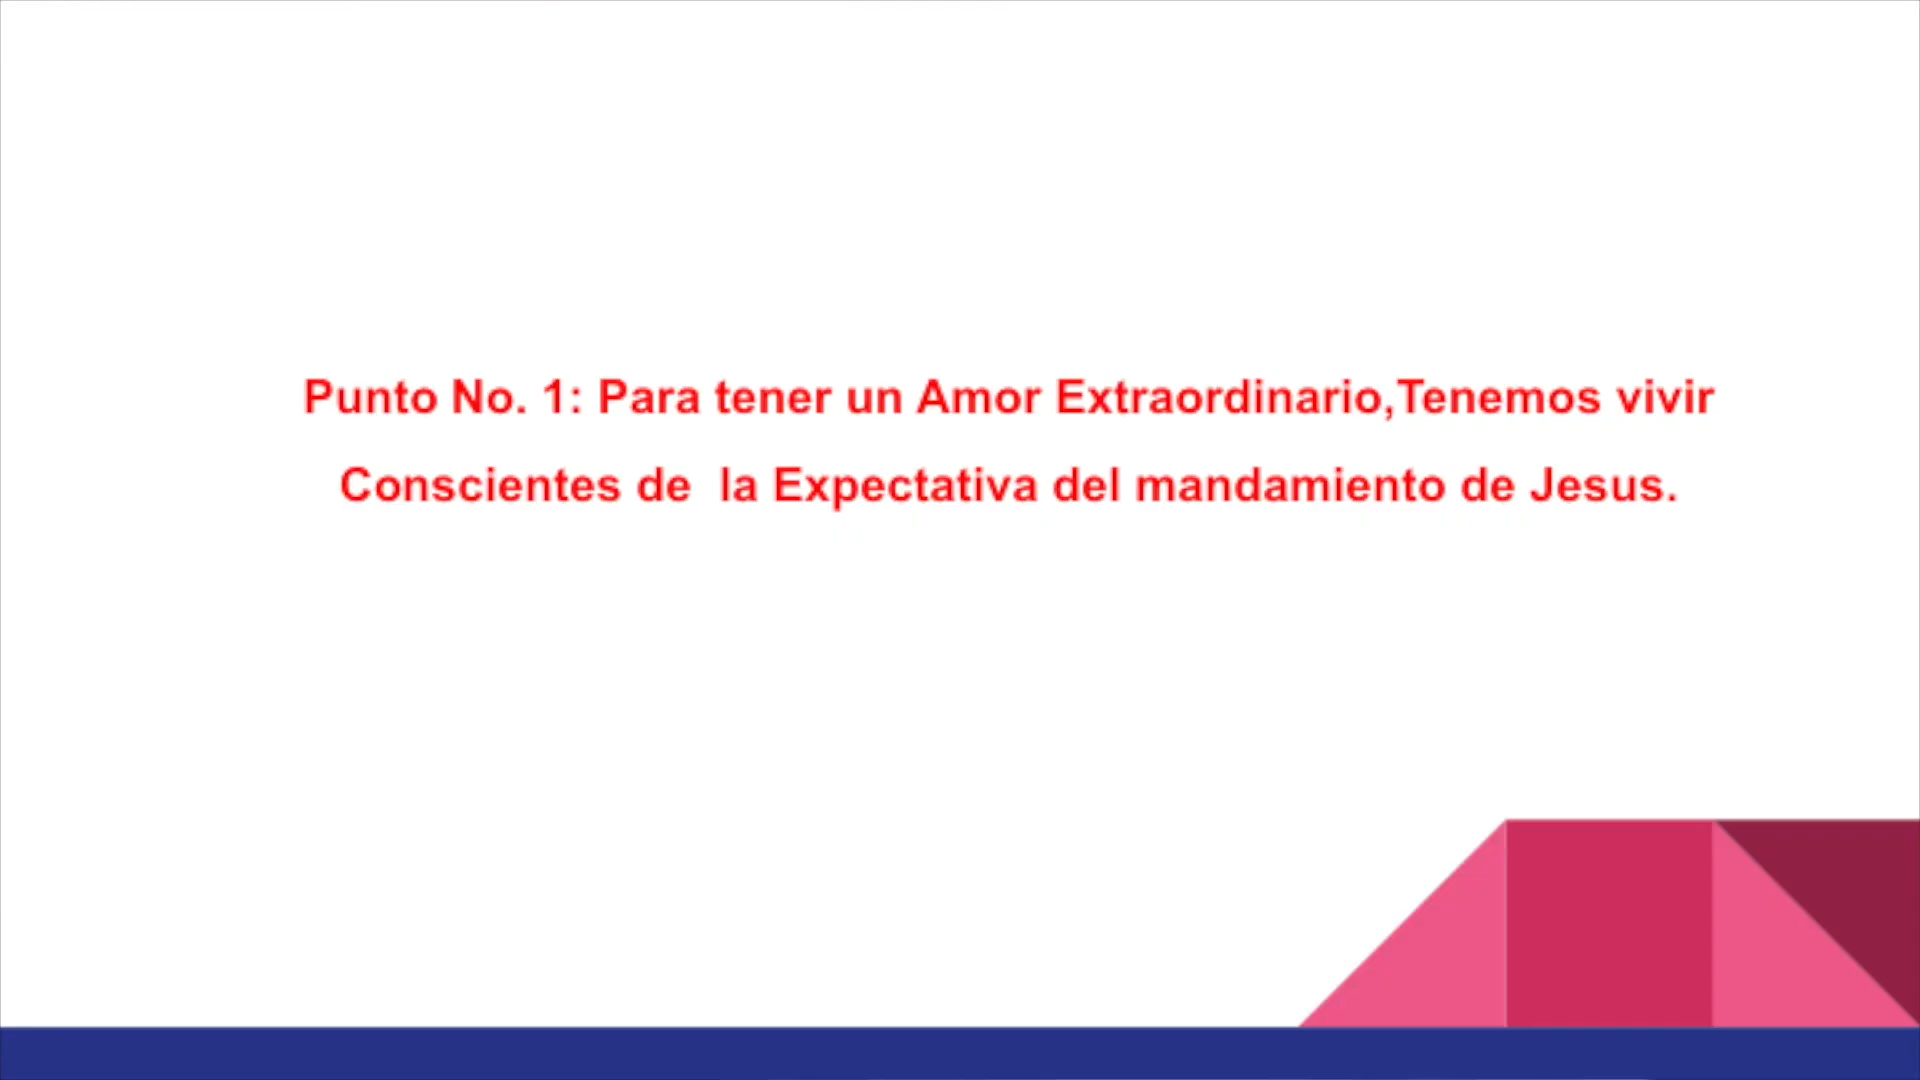 Punto No. 1: Para tener un Amor Extraordinario,Tenemos vivir
Conscientes de  la Expectativa del mandamiento de Jesus.